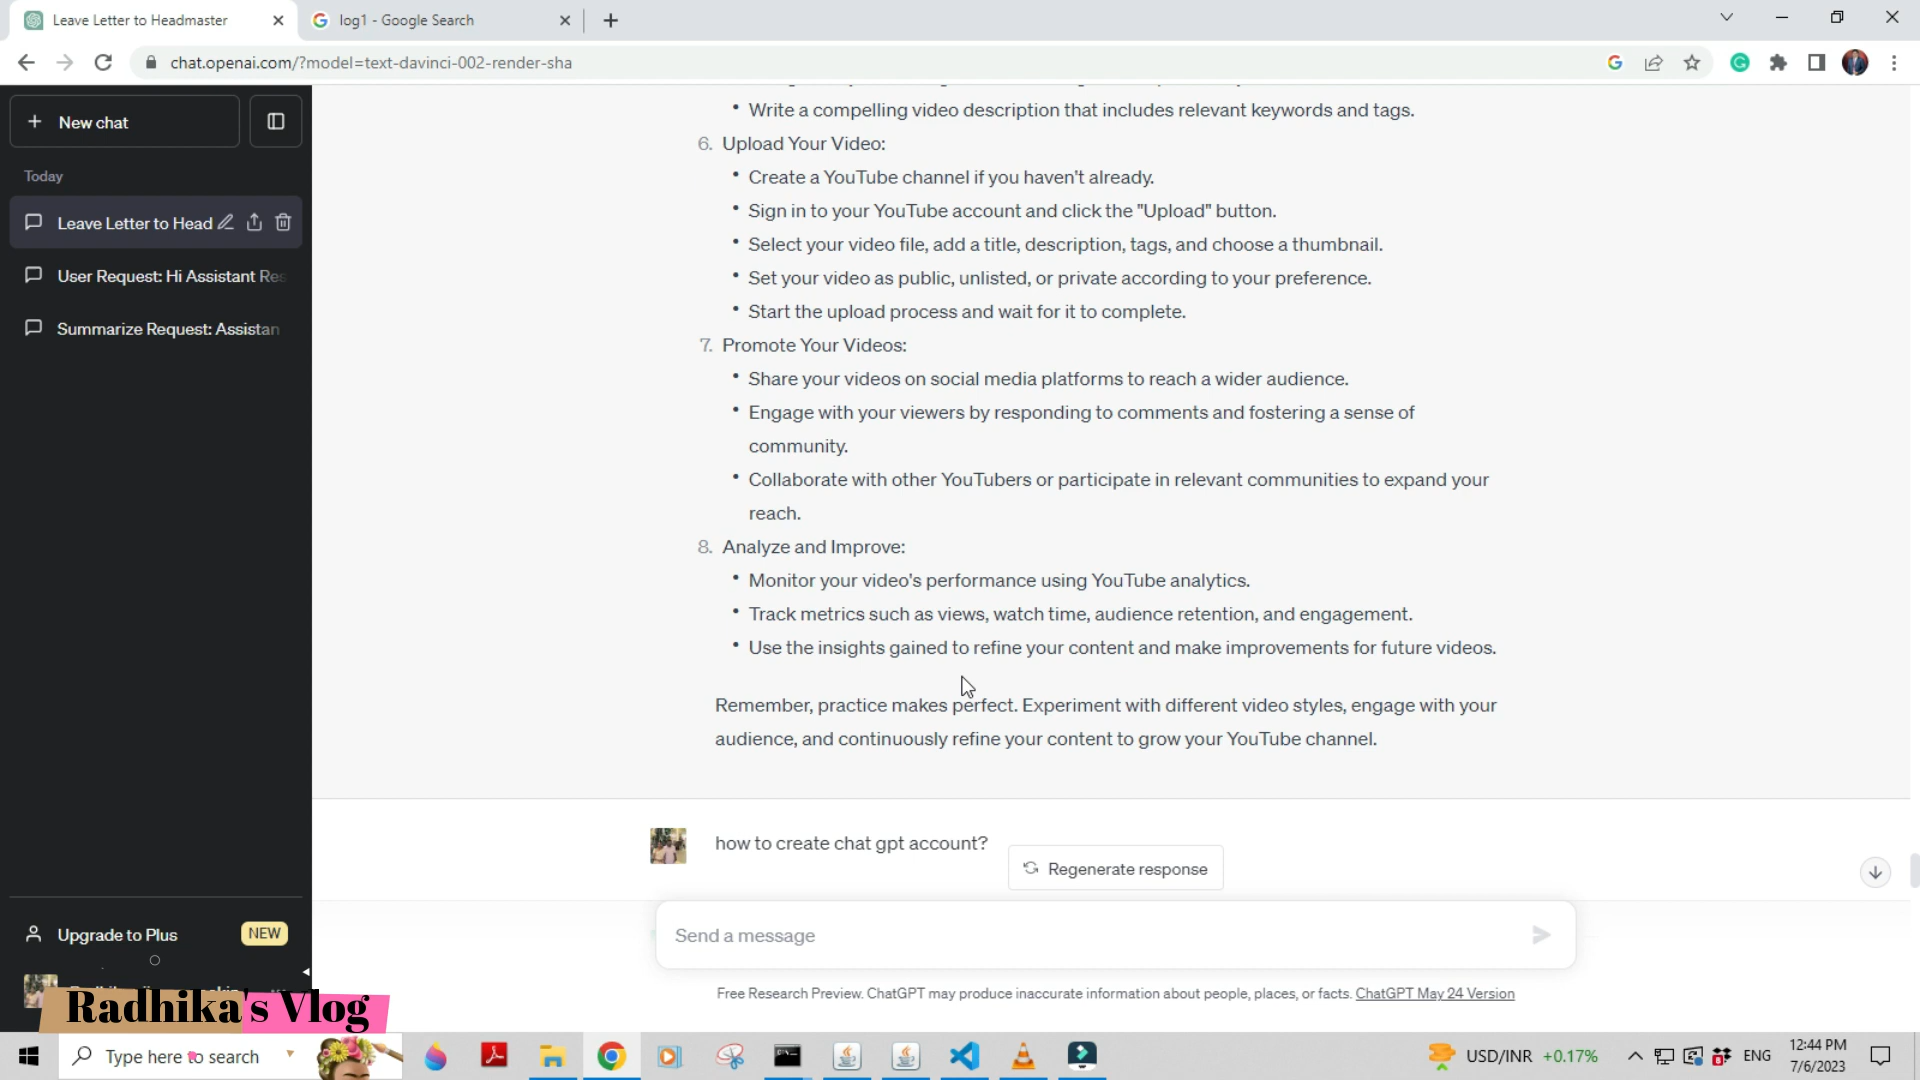 Leave Letter to Headmaster
log1 - Google Search
chat.openai.com/?model=text-davinci-002-render-sha
New chat
Today
Leave Letter to Head
User Request: Hi Assistant Res
Summarize Request: Assistan
• Write a compelling video description that includes relevant keywords and tags.
6. Upload Your Video:
• Create a YouTube channel if you haven't already.
• Sign in to your YouTube account and click the "Upload" button.
• Select your video file, add a title, description, tags, and choose a thumbnail.
• Set your video as public, unlisted, or private according to your preference.
• Start the upload process and wait for it to complete.
7. Promote Your Videos:
• Share your videos on social media platforms to reach a wider audience.
• Engage with your viewers by responding to comments and fostering a sense of
community.
• Collaborate with other YouTubers or participate in relevant communities to expand your
reach.
8. Analyze and Improve:
• Monitor your video's performance using YouTube analytics.
• Track metrics such as views, watch time, audience retention, and engagement.
• Use the insights gained to refine your content and make improvements for future videos.
Remember, practice makes perfect. Experiment with different video styles, engage with your
audience, and continuously refine your content to grow your YouTube channel.
how to create chat gpt account?
Regenerate response
Send a message
Free Research Preview. ChatGPT may produce inaccurate information about people, places, or facts. ChatGPT May 24 Version
Upgrade to Plus
NEW
Radhika's Vlog
Type here to search
USD/INR +0.17%
ENG
12:44 PM
7/6/2023